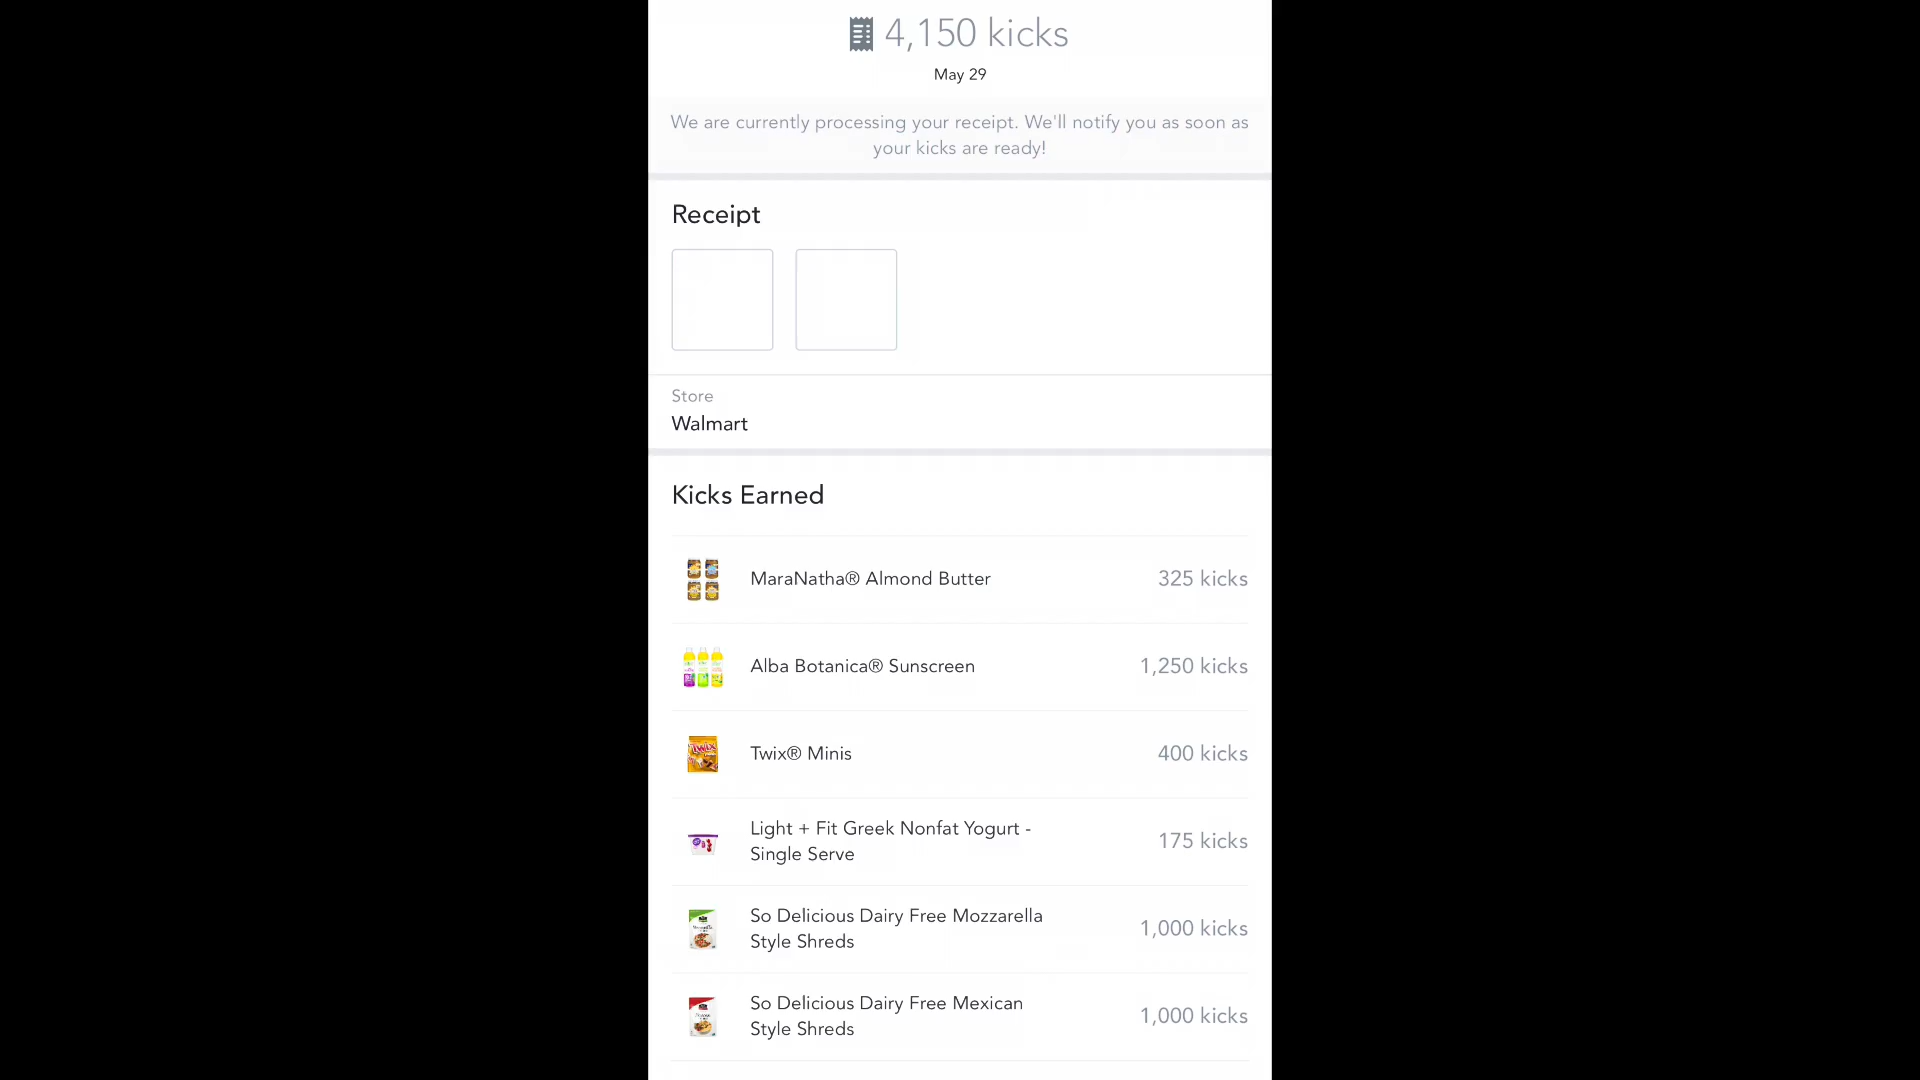 4,150 kicks
May 29
We are currently processing your receipt. We'll notify you as soon as
your kicks are ready!
Receipt
Store
Walmart
Kicks Earned
MaraNatha® Almond Butter
325 kicks
Alba Botanica® Sunscreen
1,250 kicks
TWIX
Twix® Minis
400 kicks
Light + Fit Greek Nonfat Yogurt -
Single Serve
175 kicks
So Delicious Dairy Free Mozzarella
Style Shreds
1,000 kicks
So Delicious Dairy Free Mexican
Style Shreds
1,000 kicks